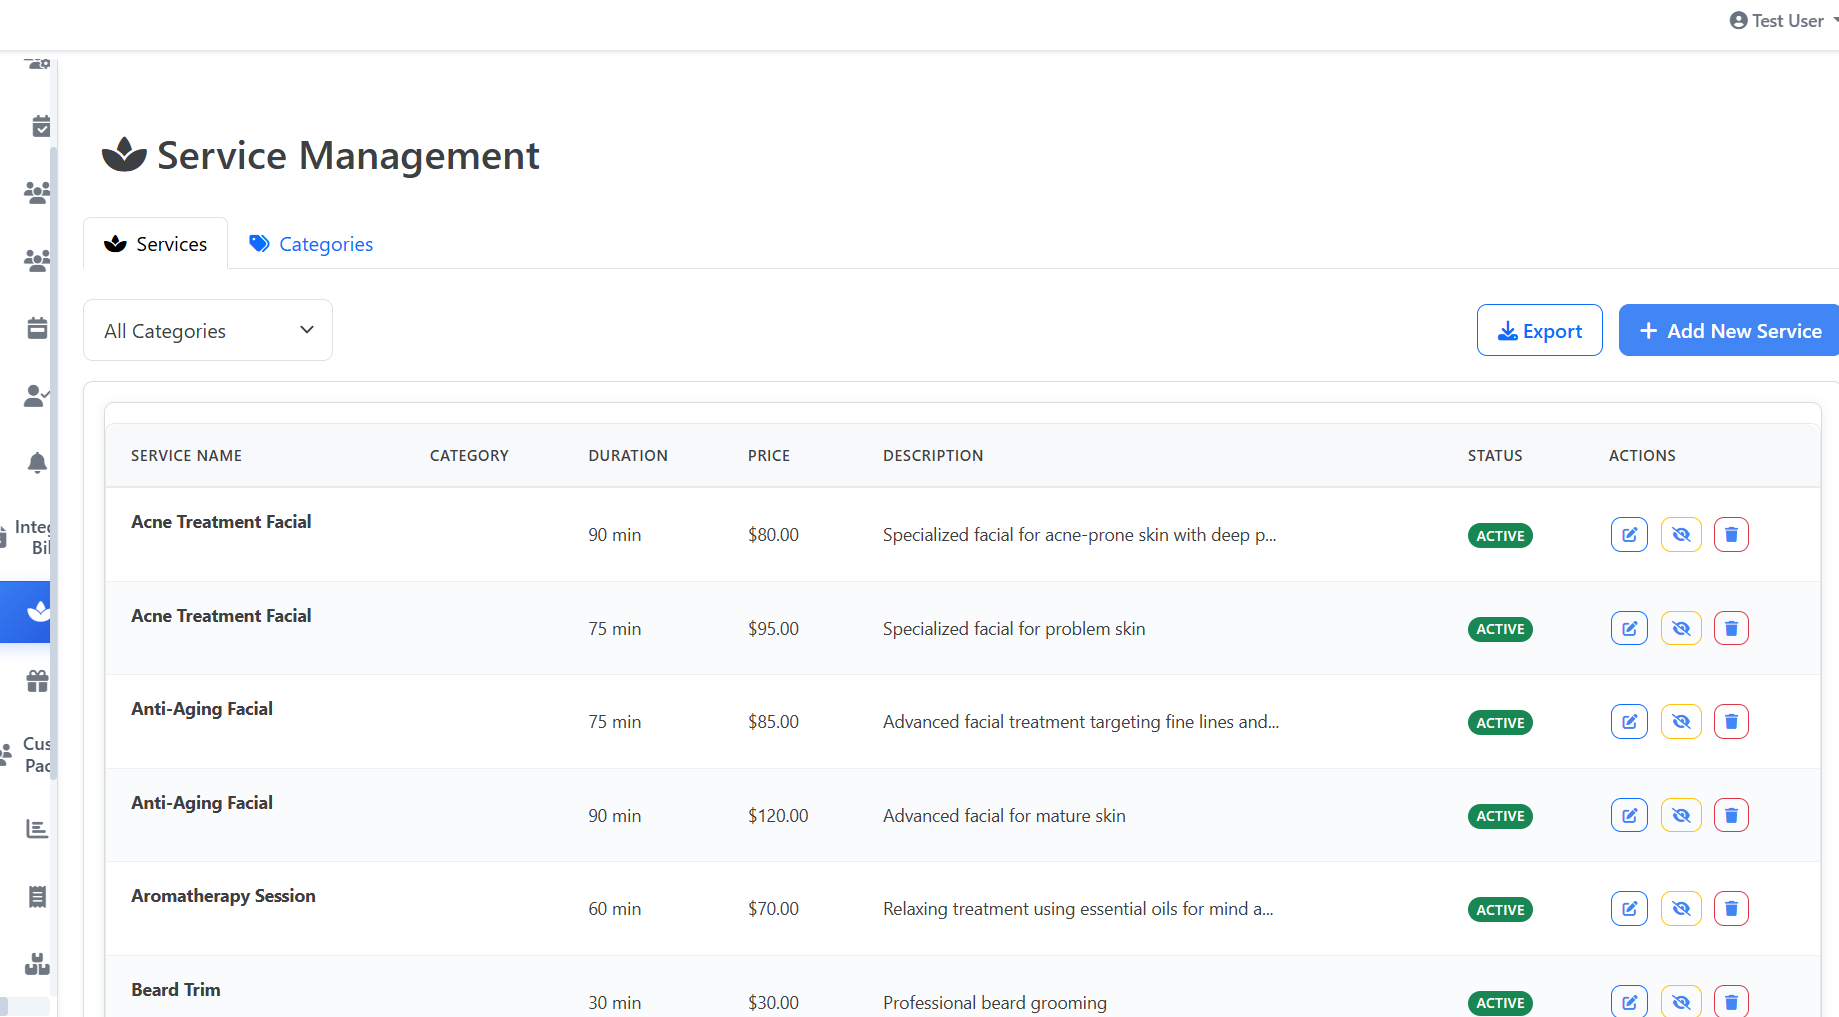 Test User
Service Management
Services
Categories
All Categories
Export
+ Add New Service
SERVICE NAME CATEGORY DURATION PRICE DESCRIPTION STATUS ACTIONS
Acne Treatment Facial 90 min $80.00 Specialized facial for acne-prone skin with deep p... ACTIVE
Acne Treatment Facial 75 min $95.00 Specialized facial for problem skin ACTIVE
Anti-Aging Facial 75 min $85.00 Advanced facial treatment targeting fine lines and... ACTIVE
Anti-Aging Facial 90 min $120.00 Advanced facial for mature skin ACTIVE
Aromatherapy Session 60 min $70.00 Relaxing treatment using essential oils for mind a... ACTIVE
Beard Trim 30 min $30.00 Professional beard grooming ACTIVE